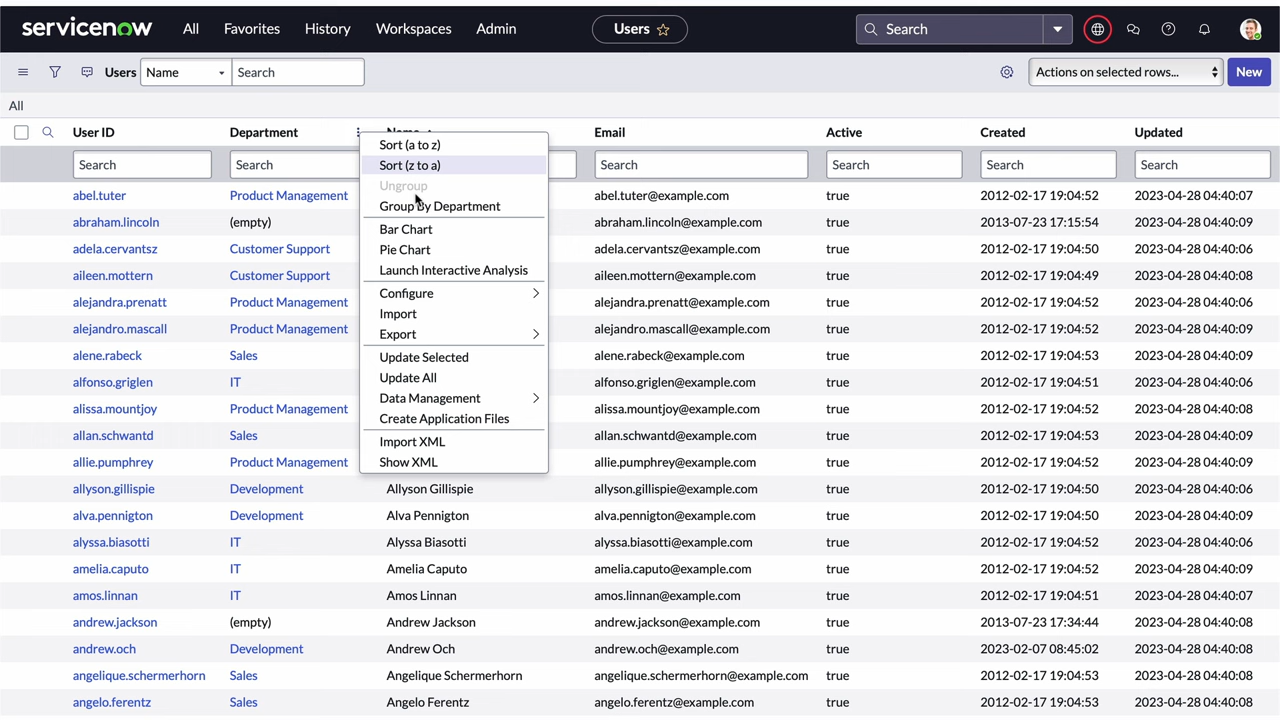 servicenow All Favorites History Workspaces Admin Users Search
Users Name Search Actions on selected rows... New
All
User ID Department Email Active Created Updated
Search Search Search Search Search Search
Sort (a to z)
Sort (z to a)
Ungroup
Group By Department
Bar Chart
Pie Chart
Launch Interactive Analysis
Configure
Import
Export
Update Selected
Update All
Data Management
Create Application Files
Import XML
Show XML
abel.tuter Product Management abel.tuter@example.com true 2012-02-17 19:04:52 2023-04-28 04:40:07
abraham.lincoln (empty) abraham.lincoln@example.com true 2013-07-23 17:15:54 2023-04-28 04:40:09
adela.cervantsz Customer Support adela.cervantsz@example.com true 2012-02-17 19:04:50 2023-04-28 04:40:06
aileen.mottern Customer Support aileen.mottern@example.com true 2012-02-17 19:04:49 2023-04-28 04:40:08
alejandra.prenatt Product Management alejandra.prenatt@example.com true 2012-02-17 19:04:52 2023-04-28 04:40:06
alejandro.mascall Product Management alejandro.mascall@example.com true 2012-02-17 19:04:50 2023-04-28 04:40:08
alene.rabeck Sales alene.rabeck@example.com true 2012-02-17 19:04:53 2023-04-28 04:40:08
alfonso.griglen IT alfonso.griglen@example.com true 2012-02-17 19:04:51 2023-04-28 04:40:06
alissa.mountjoy Product Management alissa.mountjoy@example.com true 2012-02-17 19:04:52 2023-04-28 04:40:08
allan.schwantd Sales allan.schwantd@example.com true 2012-02-17 19:04:53 2023-04-28 04:40:09
allie.pumphrey Product Management allie.pumphrey@example.com true 2012-02-17 19:04:52 2023-04-28 04:40:09
allyson.gillispie Development Allyson Gillispie allyson.gillispie@example.com true 2012-02-17 19:04:50 2023-04-28 04:40:06
alva.pennigton Development Alva Pennigton alva.pennigton@example.com true 2012-02-17 19:04:50 2023-04-28 04:40:09
alyssa.biasotti IT Alyssa Biasotti alyssa.biasotti@example.com true 2012-02-17 19:04:52 2023-04-28 04:40:06
amelia.caputo IT Amelia Caputo amelia.caputo@example.com true 2012-02-17 19:04:52 2023-04-28 04:40:09
amos.linnan IT Amos Linnan amos.linnan@example.com true 2012-02-17 19:04:51 2023-04-28 04:40:07
andrew.jackson (empty) Andrew Jackson andrew.jackson@example.com true 2013-07-23 17:34:44 2023-04-28 04:40:08
andrew.och Development Andrew Och andrew.och@example.com true 2023-02-07 08:45:02 2023-04-28 04:40:08
angelique.schermerhorn Sales Angelique Schermerhorn angelique.schermerhorn@example.com true 2012-02-17 19:04:53 2023-04-28 04:40:08
angelo.ferentz Sales Angelo Ferentz angelo.ferentz@example.com true 2012-02-17 19:04:53 2023-04-28 04:40:08